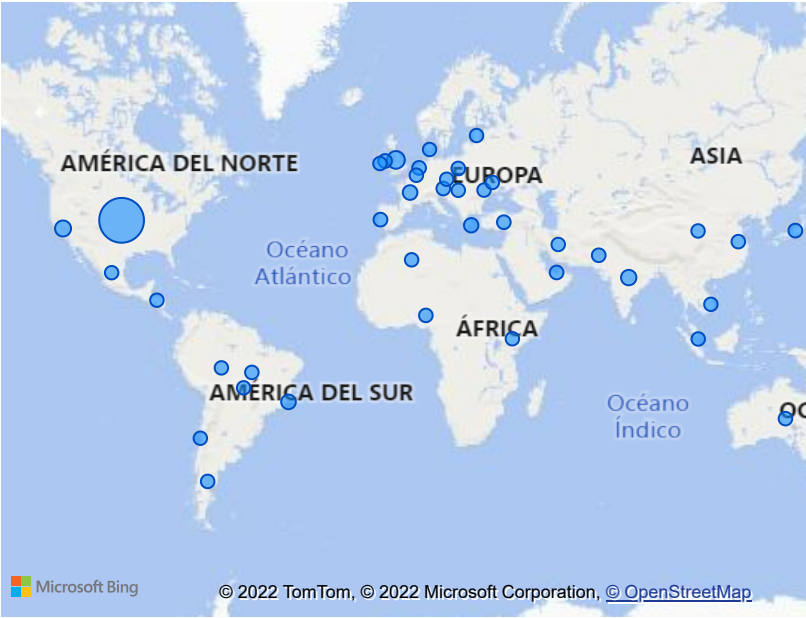 AMÉRICA DEL NORTE
EUROPA
ASIA
Océano
Atlántico
ÁFRICA
AMÉRICA DEL SUR
Océano
Índico
OC
Microsoft Bing
© 2022 TomTom, © 2022 Microsoft Corporation, © OpenStreetMap